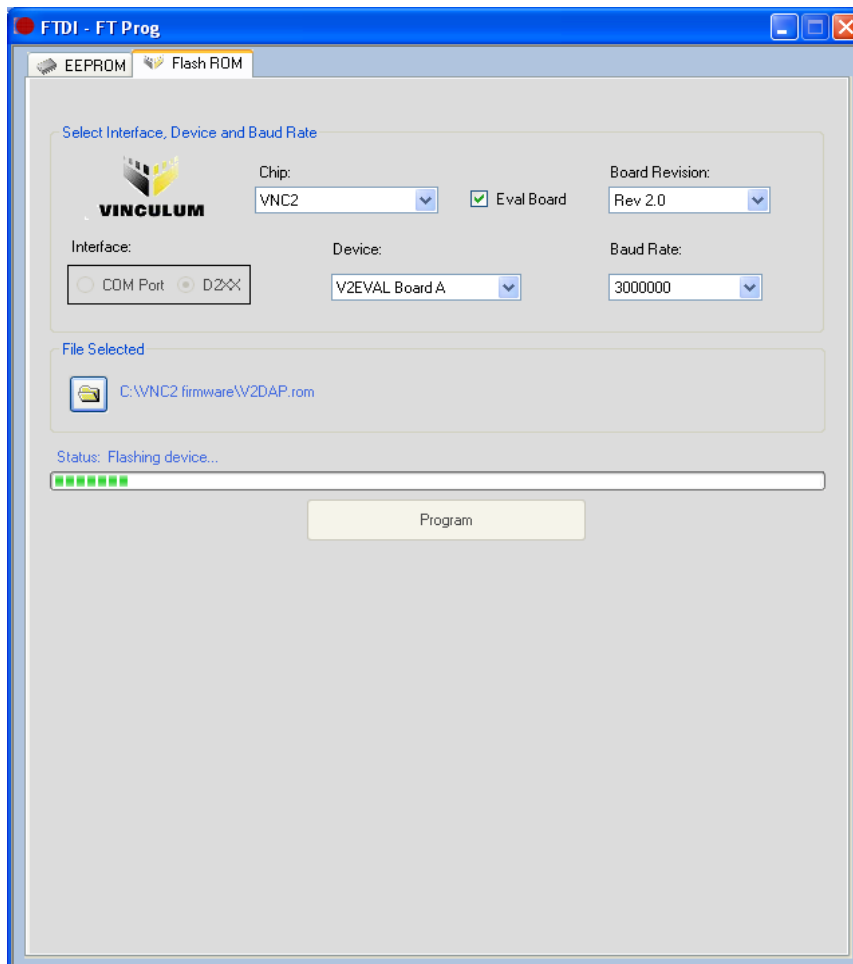 FTDI - FT Prog
EEPROM
Flash ROM
Select Interface, Device and Baud Rate
VINCULUM
Chip:
VNC2
Eval Board
Board Revision:
Rev 2.0
Interface:
COM Port
D2XX
Device:
V2EVAL Board A
Baud Rate:
3000000
File Selected
C:\VNC2 firmware\V2DAP.rom
Status: Flashing device...
Program